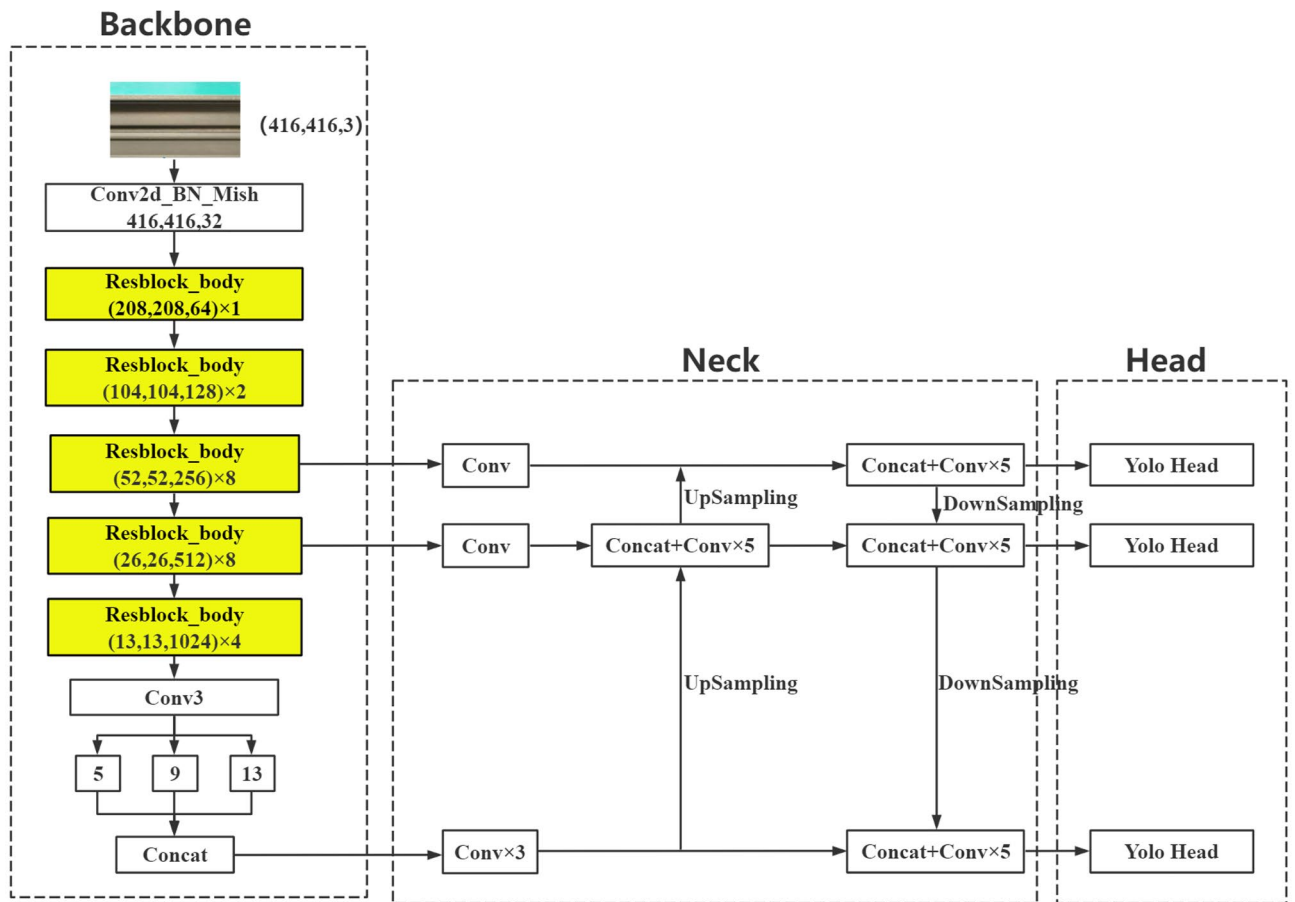 Backbone
(416,416,3)
Conv2d_BN_Mish
416,416,32
Resblock_body
(208,208,64)×1
Resblock_body
(104,104,128)×2
Resblock_body
(52,52,256)×8
Resblock_body
(26,26,512)×8
Resblock_body
(13,13,1024)×4
Conv3
5
9
13
Concat
Neck
Conv
Concat+Conv×5
UpSampling
DownSampling
Conv
Concat+Conv×5
Concat+Conv×5
UpSampling
DownSampling
Conv×3
Concat+Conv×5
Head
Yolo Head
Yolo Head
Yolo Head